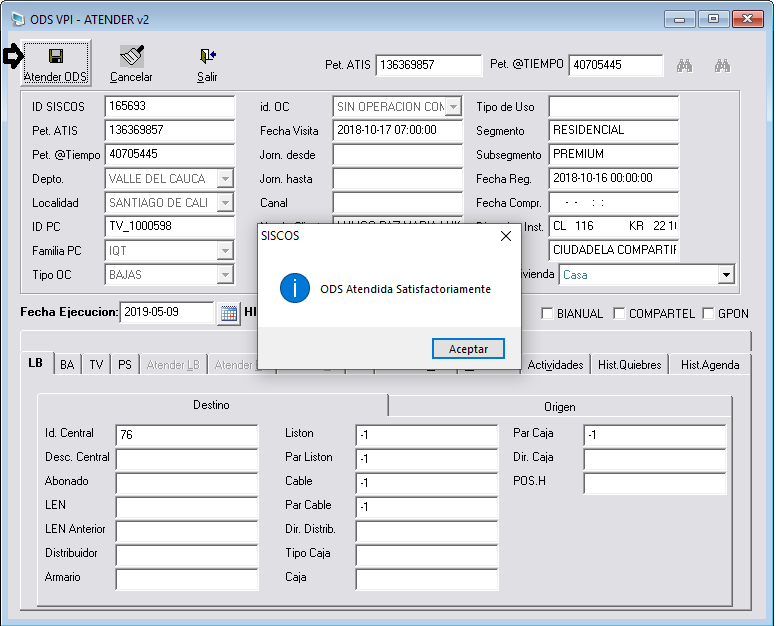 ODS VPI - ATENDER v2
Atender ODS
Cancelar
Salir
Pet. ATIS 136369857
Pet. @TIEMPO 40705445
ID SISCOS 165693 id. OC SIN OPERACION COM Tipo de Uso
Pet. ATIS 136369857 Fecha Visita 2018-10-17 07:00:00 Segmento RESIDENCIAL
Pet. @Tiempo 40705445 Jorn. desde Subsegmento PREMIUM
Depto. VALLE DEL CAUCA Jorn. hasta Fecha Reg. 2018-10-16 00:00:00
Localidad SANTIAGO DE CALI Canal Fecha Compr. - - : :
ID PC TV_1000598 Inst. CL 116 KR 22 10
Familia PC IQT CIUDADELA COMPARTIF
Tipo OC BAJAS vivienda Casa
SISCOS
ODS Atendida Satisfactoriamente
Aceptar
Fecha Ejecucion: 2019-05-09 HI BIANUAL COMPARTEL GPON
LB BA TV PS Atender LB Atender Actividades Hist.Quiebres Hist.Agenda
Destino Origen
Id. Central 76 Liston -1 Par Caja -1
Desc. Central Par Liston -1 Dir. Caja
Abonado Cable -1 POS.H
LEN Par Cable -1
LEN Anterior Dir. Distrib.
Distribuidor Tipo Caja
Armario Caja